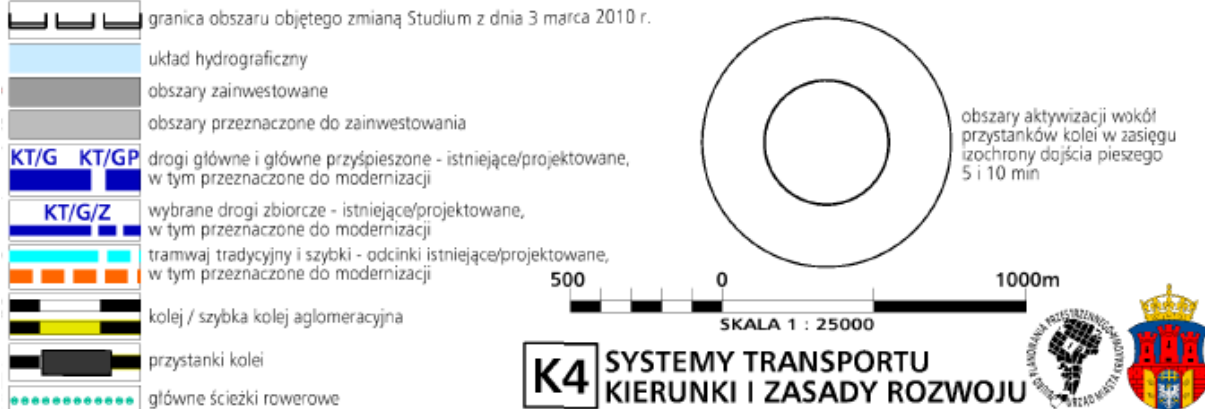 granica obszaru objętego zmianą Studium z dnia 3 marca 2010 r.
układ hydrograficzny
obszary zainwestowane
obszary przeznaczone do zainwestowania
KT/G KT/GP
drogi główne i główne przyśpieszone - istniejące/projektowane,
w tym przeznaczone do modernizacji
KT/G/Z
wybrane drogi zbiorcze - istniejące/projektowane,
w tym przeznaczone do modernizacji
tramwaj tradycyjny i szybki - odcinki istniejące/projektowane,
w tym przeznaczone do modernizacji
kolej / szybka kolej aglomeracyjna
przystanki kolei
główne ścieżki rowerowe
obszary aktywizacji wokół
przystanków kolei w zasięgu
izochrony dojścia pieszego
5 i 10 min
500 0 1000m
SKALA 1 : 25000
K4
SYSTEMY TRANSPORTU
KIERUNKI I ZASADY ROZWOJU
PLANOWANIA PRZESTRZENNEGO
URZĄD MIASTA